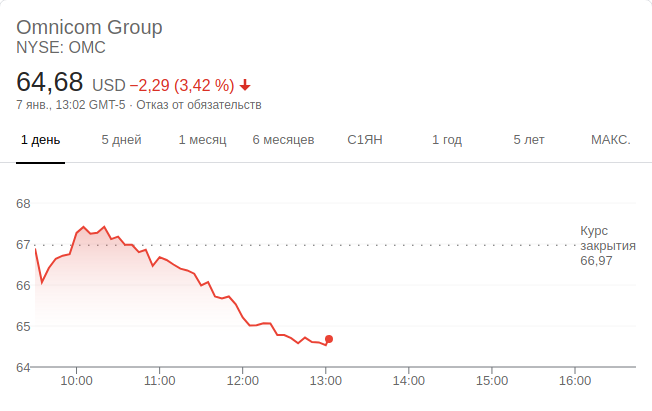 Omnicom Group
NYSE: OMC
64,68 USD −2,29 (3,42 %)
7 янв., 13:02 GMT-5 · Отказ от обязательств
1 день 5 дней 1 месяц 6 месяцев С1ЯН 1 год 5 лет МАКС.
68
67
66
65
64
Курс
закрытия
66,97
10:00 11:00 12:00 13:00 14:00 15:00 16:00